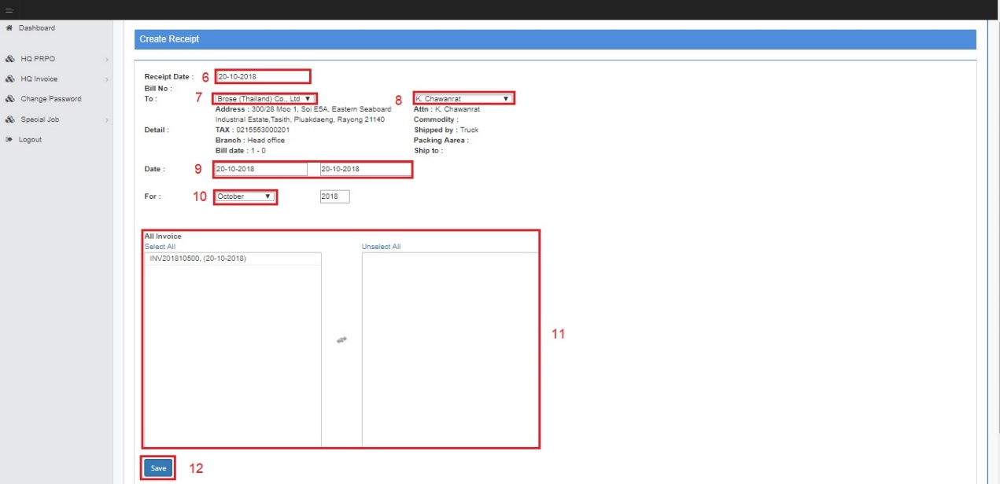 Dashboard
HQ PRPO
HQ Invoice
Change Password
Special Job
Logout
Create Receipt
Receipt Date : 6 20-10-2018
Bill No :
To : 7 Brose (Thailand) Co., Ltd 8 K. Chawanrat
Address : 300/28 Moo 1, Soi E5A, Eastern Seaboard Attn : K. Chawanrat
Industrial Estate,Tasith, Pluakdaeng, Rayong 21140 Commodity :
Detail : TAX : 0215553000201 Shipped by : Truck
Branch : Head office Packing Aarea :
Bill date : 1 - 0 Ship to :
Date : 9 20-10-2018 20-10-2018
For : 10 October 2018
All Invoice
Select All Unselect All
INV201810500, (20-10-2018)
11
Save 12